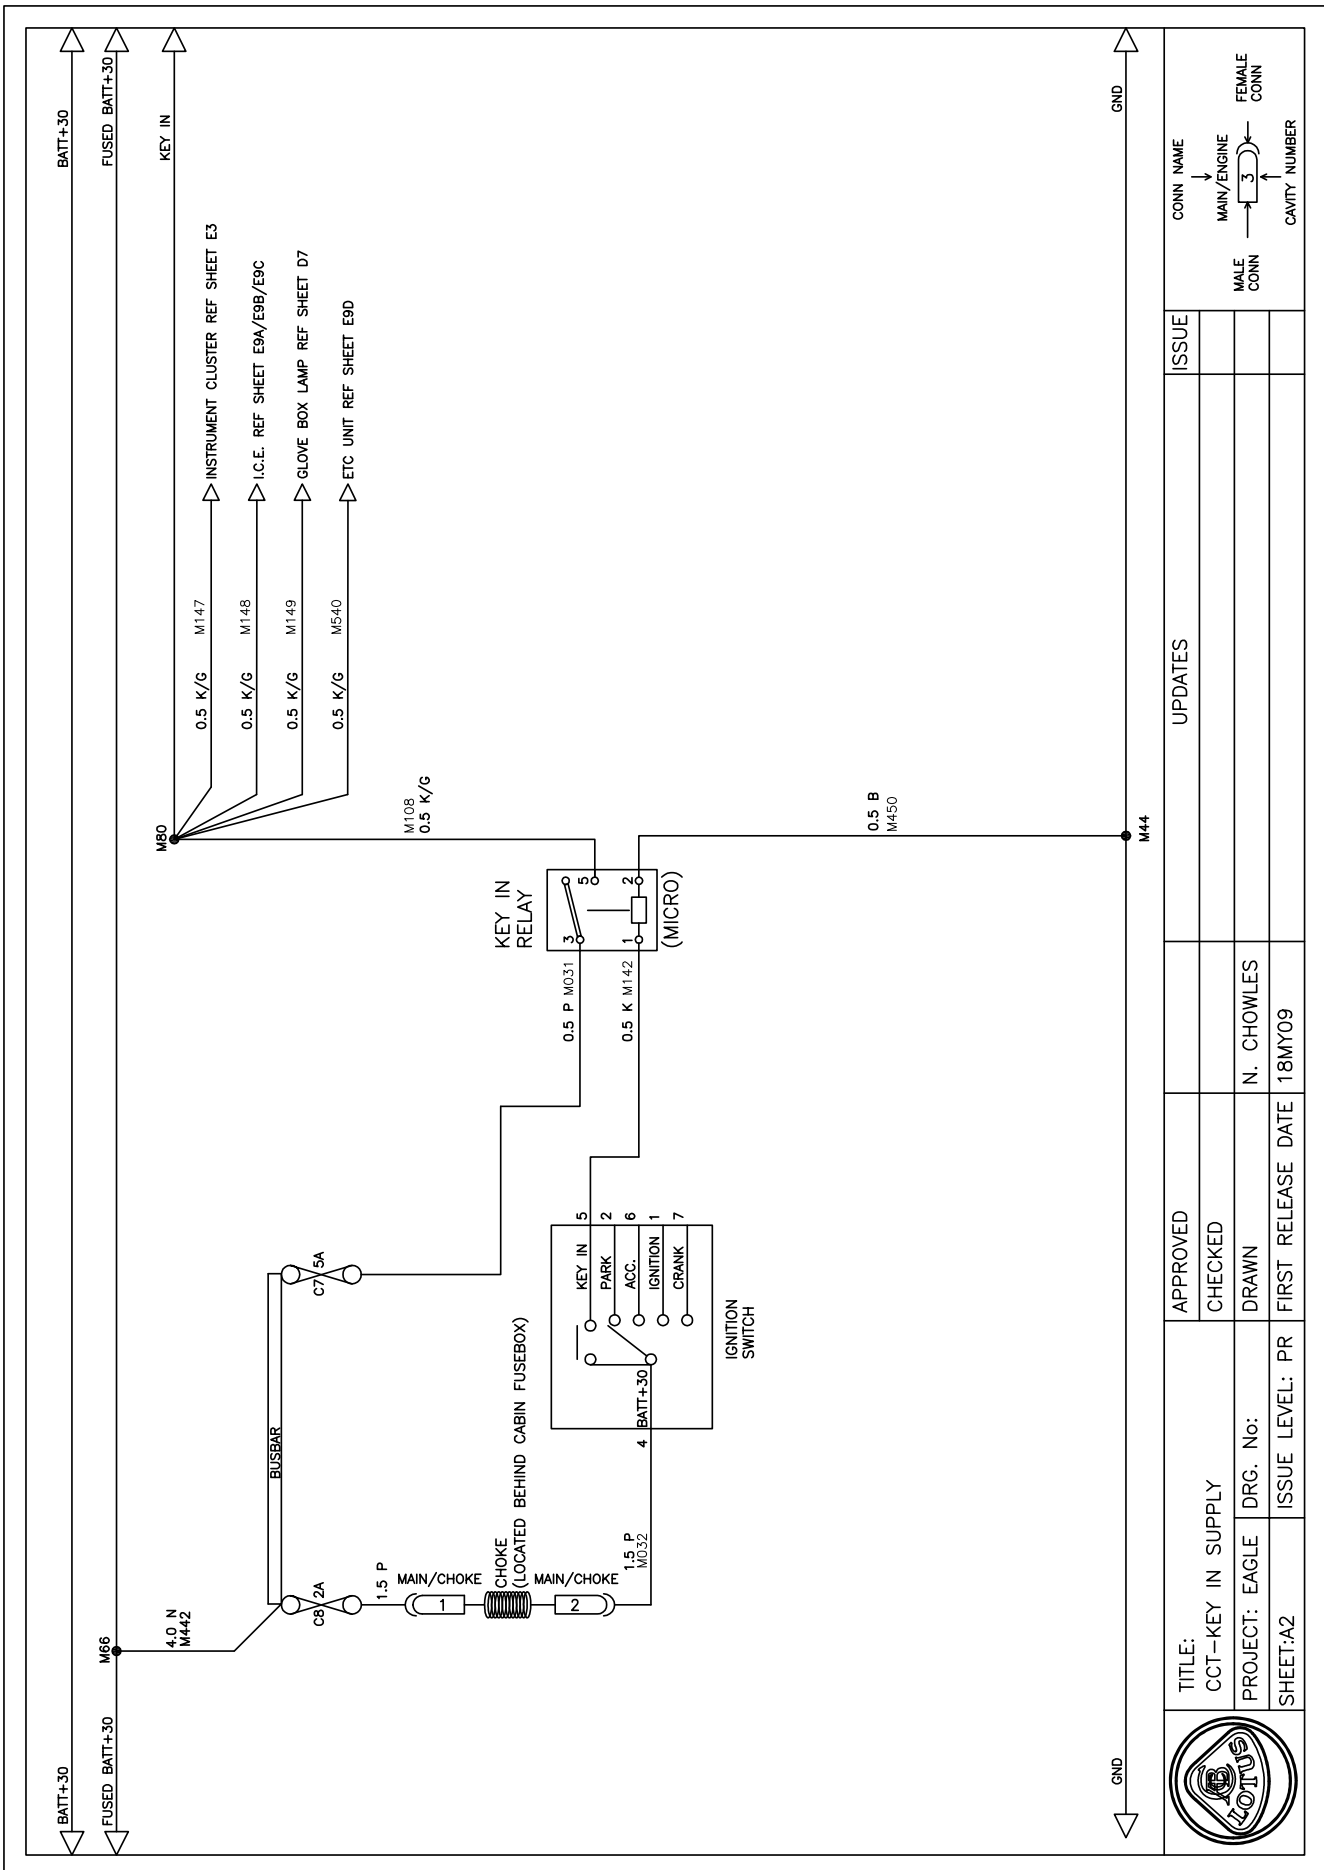 BATT+30
BATT+30
FUSED BATT+30
M66
FUSED BATT+30
KEY IN
M80
4.0 N
M442
BUSBAR
C8 2A
C7 5A
1.5 P
MAIN/CHOKE
1
CHOKE
(LOCATED BEHIND CABIN FUSEBOX)
MAIN/CHOKE
2
1.5 P
M032
4
BATT+30
KEY IN
5
PARK
2
ACC.
6
IGNITION
1
CRANK
7
IGNITION
SWITCH
0.5 P M031
0.5 K M142
KEY IN
RELAY
3
5
1
2
(MICRO)
M108
0.5 K/G
0.5 K/G
M147
INSTRUMENT CLUSTER REF SHEET E3
0.5 K/G
M148
I.C.E. REF SHEET E9A/E9B/E9C
0.5 K/G
M149
GLOVE BOX LAMP REF SHEET D7
0.5 K/G
M540
ETC UNIT REF SHEET E9D
0.5 B
M450
GND
M44
GND
LOTUS
TITLE:
CCT-KEY IN SUPPLY
PROJECT: EAGLE
DRG. No:
SHEET:A2
ISSUE LEVEL: PR
APPROVED
CHECKED
DRAWN
N. CHOWLES
FIRST RELEASE DATE
18MY09
UPDATES
ISSUE
CONN NAME
MAIN/ENGINE
MALE
CONN
3
FEMALE
CONN
CAVITY NUMBER